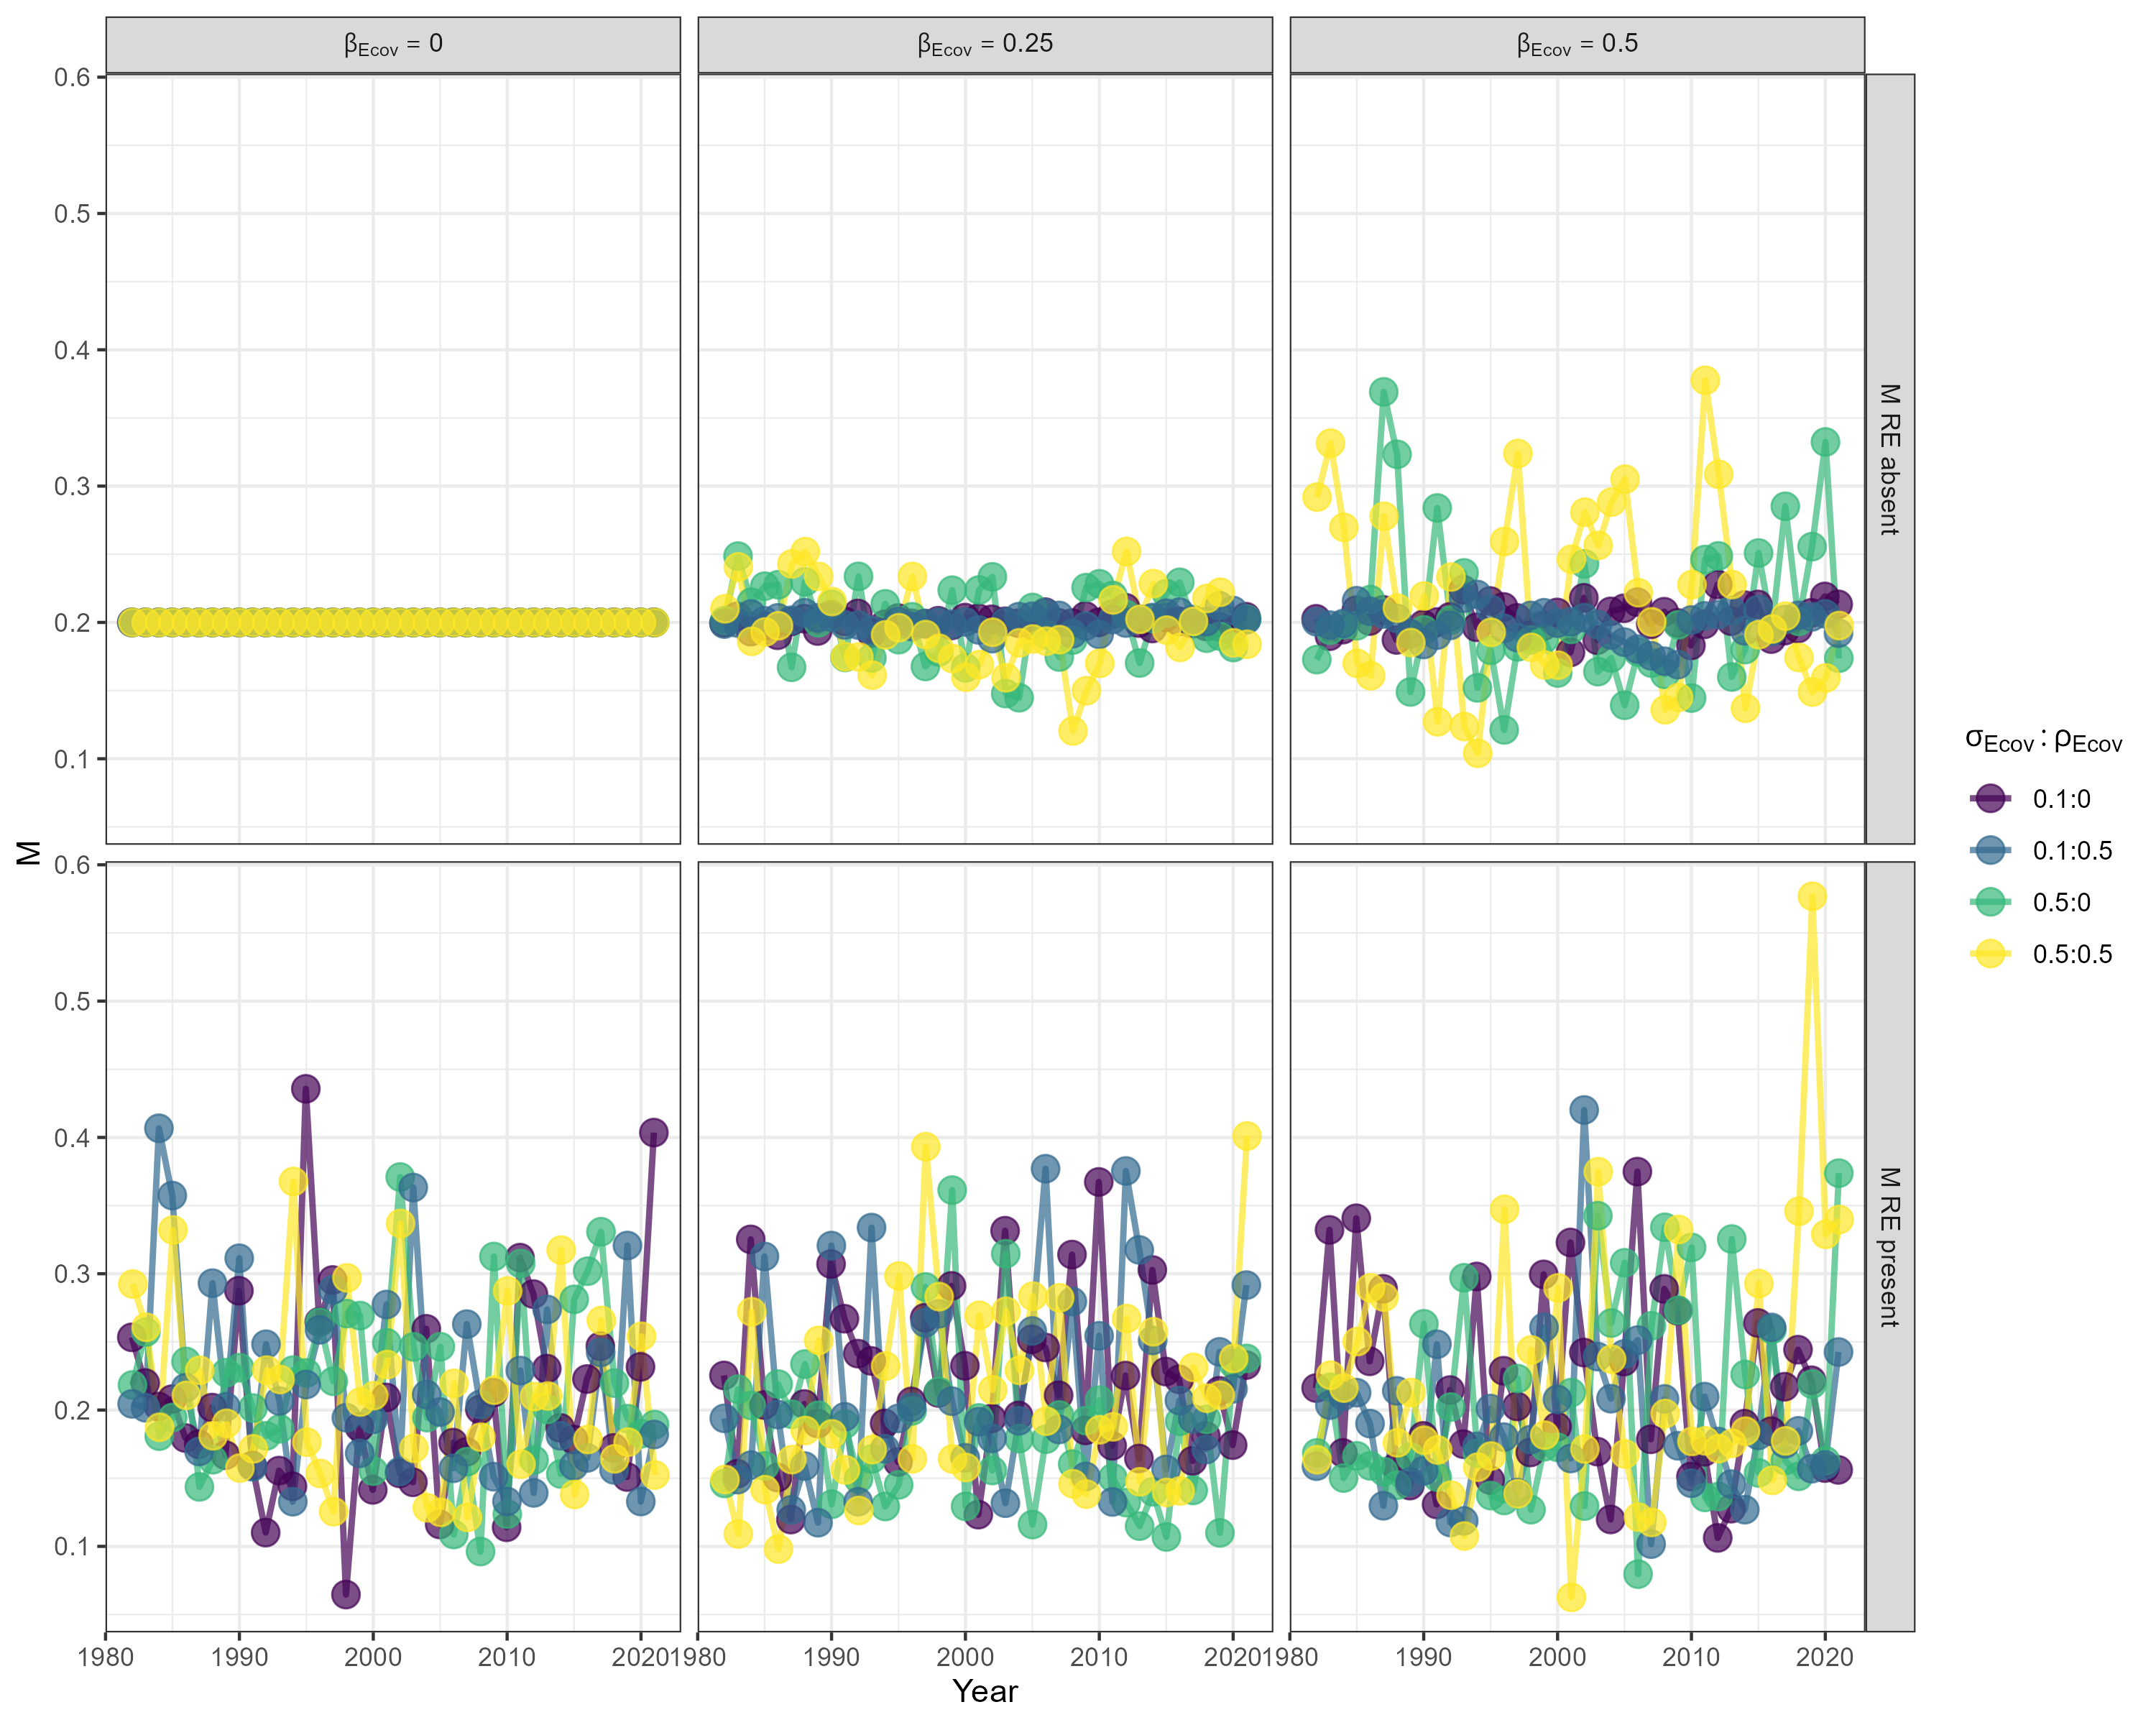 βEcov = 0
βEcov = 0.25
βEcov = 0.5
0.6
0.5
0.4
0.3
0.2
0.1
M RE absent
0.6
0.5
0.4
0.3
0.2
0.1
M RE present
M
1980 1990 2000 2010 2020
1980 1990 2000 2010 2020
1980 1990 2000 2010 2020
Year
σEcov : ρEcov
0.1:0
0.1:0.5
0.5:0
0.5:0.5